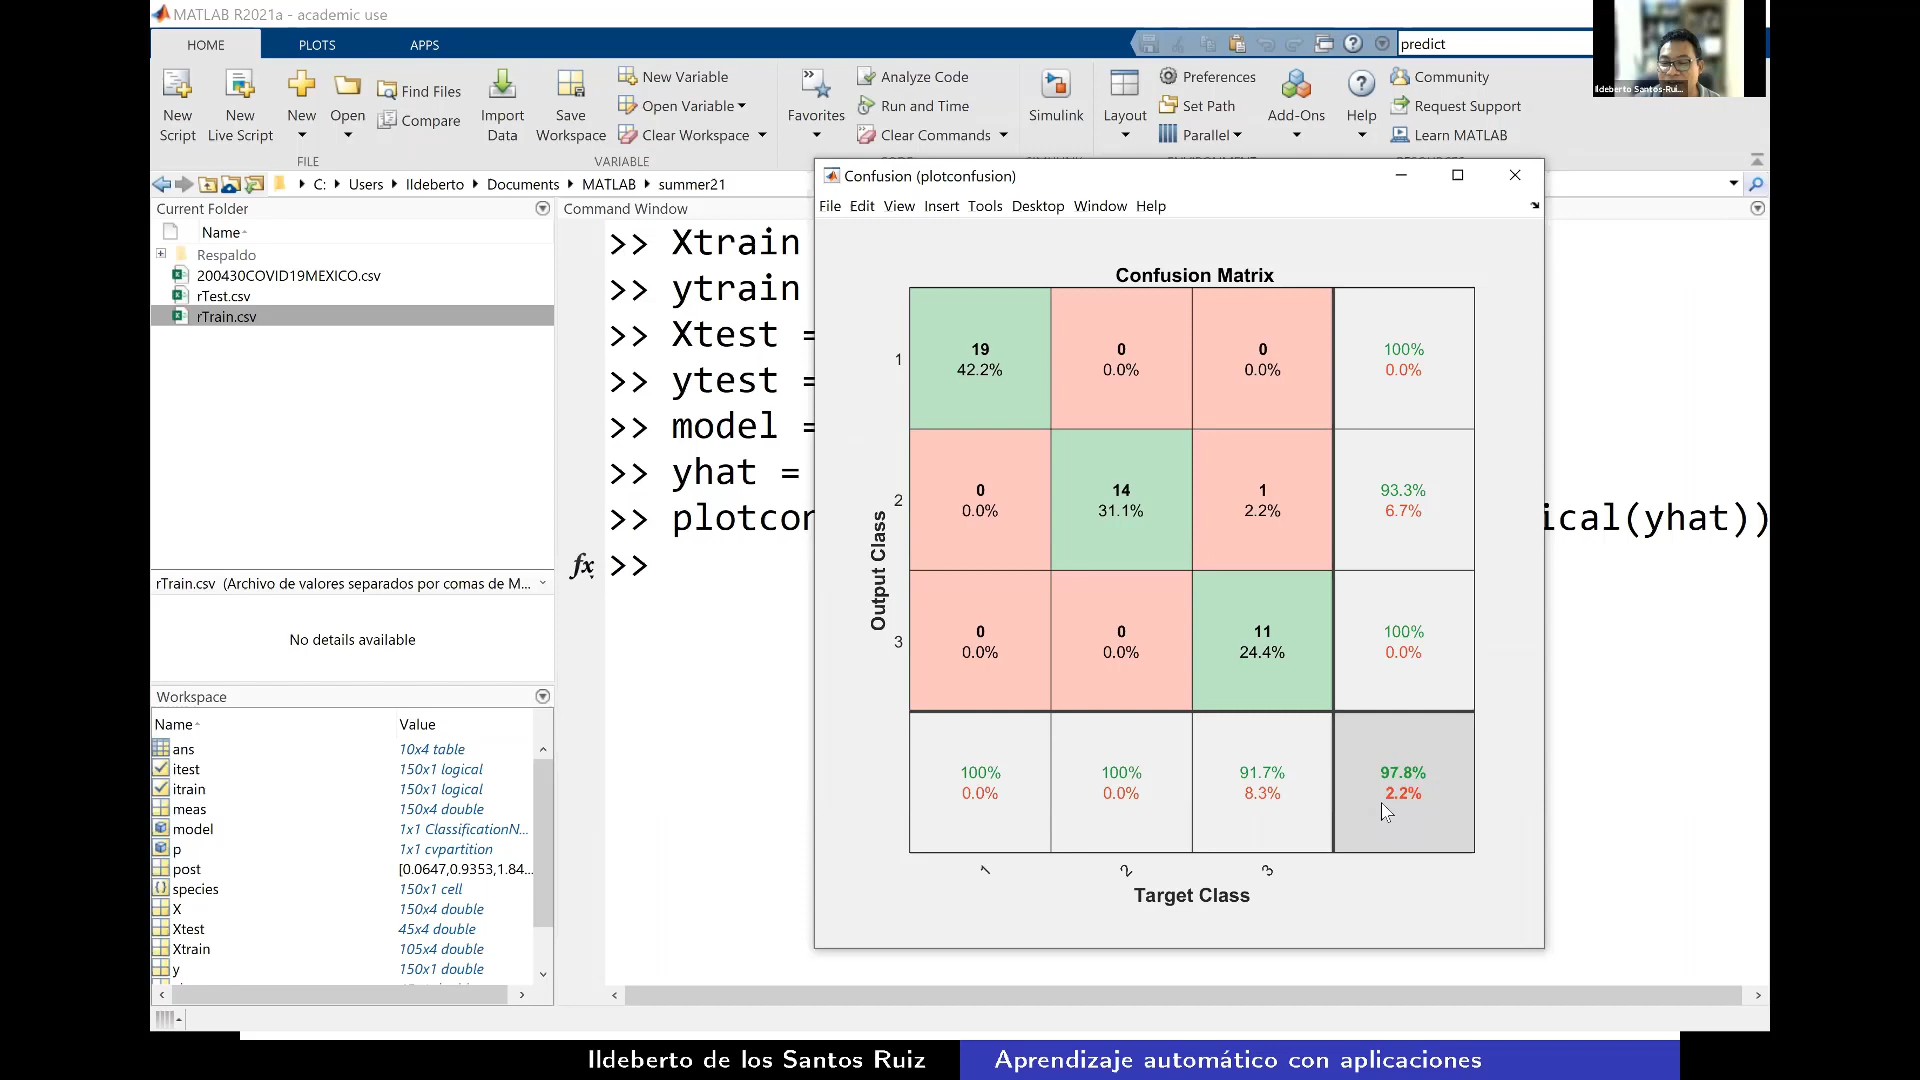 MATLAB R2021a - academic use
HOME PLOTS APPS
predict
Ildeberto Santos-Rui...
New Script
New Live Script
New
Open
Find Files
Compare
Import Data
Save Workspace
New Variable
Open Variable
Clear Workspace
Favorites
Analyze Code
Run and Time
Clear Commands
Simulink
Layout
Preferences
Set Path
Parallel
Add-Ons
Help
Community
Request Support
Learn MATLAB
FILE
VARIABLE
C: Users Ildeberto Documents MATLAB summer21
Current Folder
Name
Respaldo
200430COVID19MEXICO.csv
rTest.csv
rTrain.csv
rTrain.csv (Archivo de valores separados por comas de M...
No details available
Workspace
Name Value
ans 10x4 table
itest 150x1 logical
itrain 150x1 logical
meas 150x4 double
model 1x1 ClassificationN...
p 1x1 cvpartition
post [0.0647,0.9353,1.84...
species 150x1 cell
X 150x4 double
Xtest 45x4 double
Xtrain 105x4 double
y 150x1 double
Command Window
>> Xtrain
>> ytrain
>> Xtest =
>> ytest =
>> model =
>> yhat =
>> plotcon
ical(yhat))
fx >>
Confusion (plotconfusion)
File Edit View Insert Tools Desktop Window Help
Confusion Matrix
19 0 0 100%
42.2% 0.0% 0.0% 0.0%
1
0 14 1 93.3%
0.0% 31.1% 2.2% 6.7%
2
0 0 11 100%
0.0% 0.0% 24.4% 0.0%
3
100% 100% 91.7% 97.8%
0.0% 0.0% 8.3% 2.2%
1 2 3
Output Class
Target Class
Ildeberto de los Santos Ruiz
Aprendizaje automático con aplicaciones